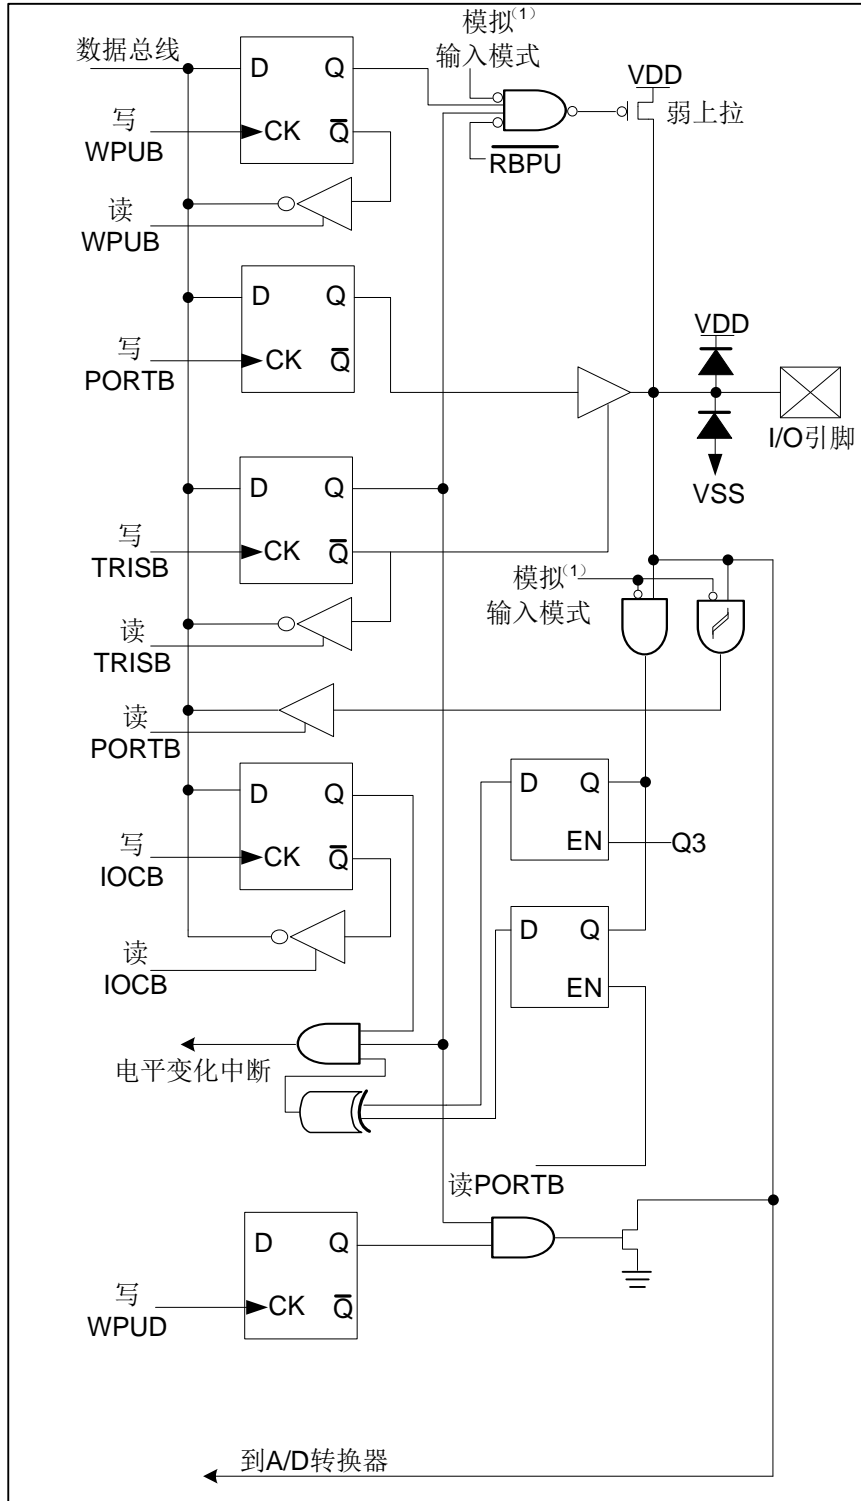 模拟(1)
输入模式
数据总线
D
Q
VDD
弱上拉
写
WPUB
CK
Q
RBPU
读
WPUB
D
Q
VDD
写
PORTB
CK
Q
I/O引脚
VSS
D
Q
写
TRISB
CK
Q
模拟(1)
输入模式
读
TRISB
读
PORTB
D
Q
D
Q
写
IOCB
CK
Q
EN
Q3
D
Q
读
IOCB
EN
电平变化中断
读PORTB
D
Q
写
WPUD
CK
Q
到A/D转换器